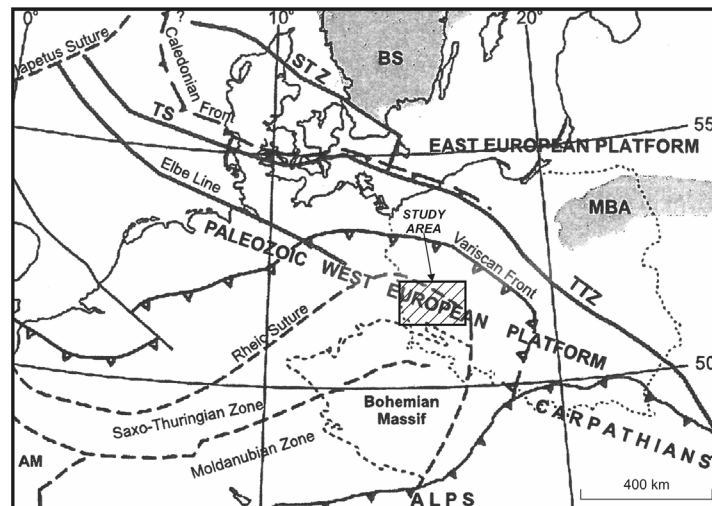 0°
?
10°
20°
Iapetus Suture
Caledonian Front
STZ
BS
TS
55
EAST EUROPEAN PLATFORM
Elbe Line
MBA
STUDY
AREA
PALEOZOIC WEST EUROPEAN PLATFORM
Variscan Front
TTZ
Rheic Suture
50
Saxo-Thuringian Zone
Bohemian
Massif
CARPATHIANS
Moldanubian Zone
AM
ALPS
400 km